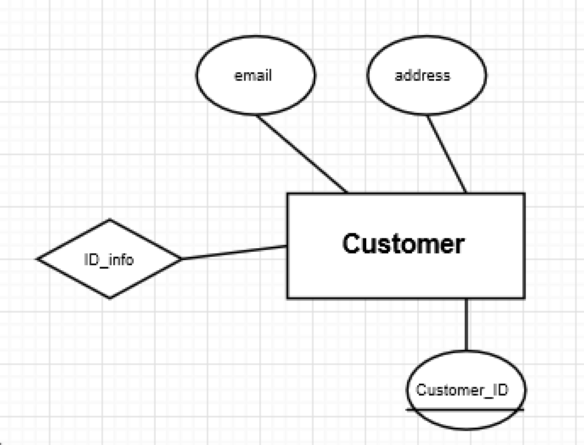 email
address
Customer
ID_info
Customer_ID